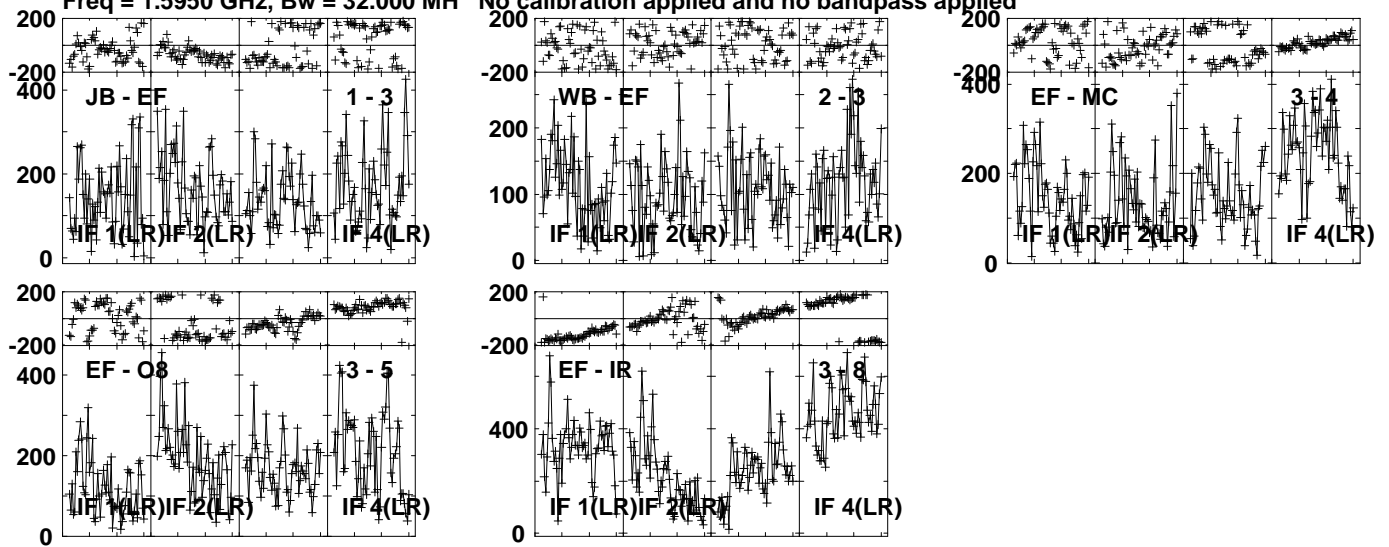 Freq = 1.5950 GHz, Bw = 32.000 MH No calibration applied and no bandpass applied
200
-200
400
200
0
JB - EF 1 - 3
IF 1(LR) IF 2(LR) IF 4(LR)
200
100
0
WB - EF 2 - 3
IF 1(LR) IF 2(LR) IF 4(LR)
200
-200
400
200
0
EF - MC 3 - 4
IF 1(LR) IF 2(LR) IF 4(LR)
200
-200
400
200
0
EF - O8 3 - 5
IF 1(LR) IF 2(LR) IF 4(LR)
200
-200
400
0
EF - IR 3 - 8
IF 1(LR) IF 2(LR) IF 4(LR)